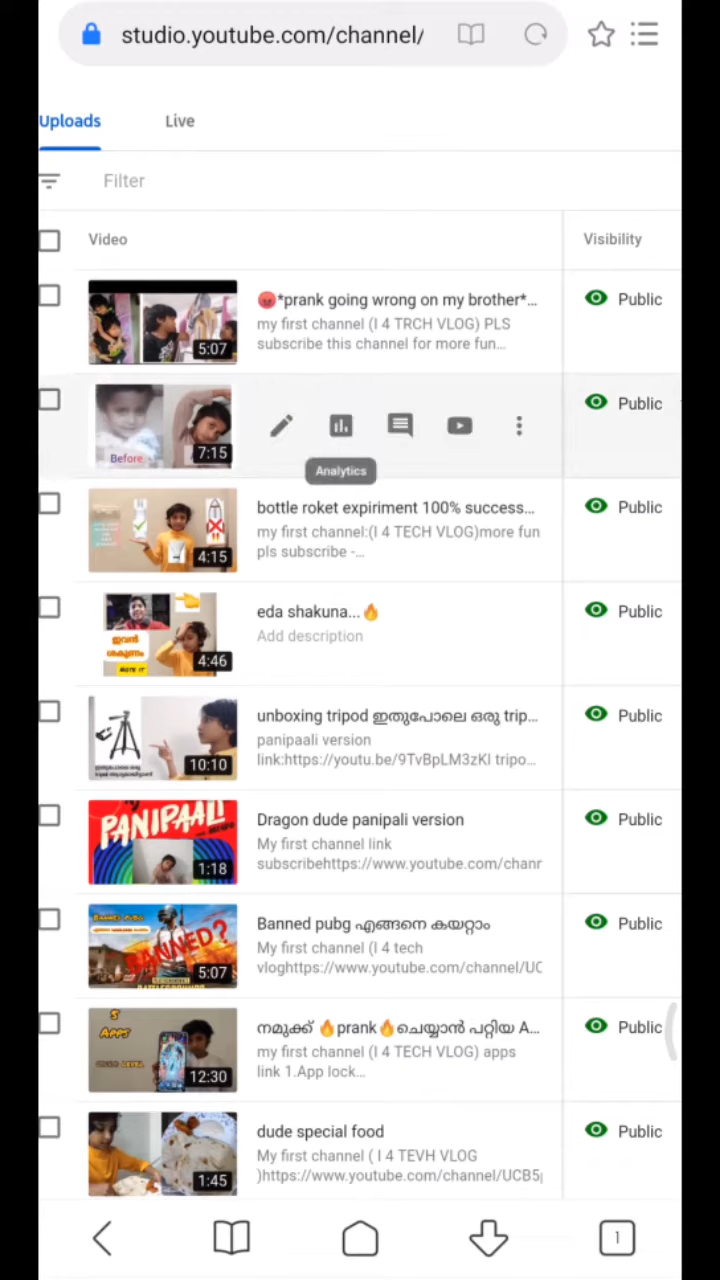 studio.youtube.com/channel/
Uploads
Live
Filter
Video
Visibility
😡*prank going wrong on my brother*...
my first channel (I 4 TRCH VLOG) PLS
subscribe this channel for more fun...
5:07
Public
Before
7:15
Analytics
Public
bottle roket expiriment 100% success...
my first channel:(I 4 TECH VLOG)more fun
pls subscribe -...
4:15
Public
eda shakuna...🔥
Add description
ഇവൻ
ശകുനം
4:46
Public
unboxing tripod ഇതുപോലെ ഒരു trip...
panipaali version
link:https://youtu.be/9TvBpLM3zKI tripo...
10:10
Public
PANIPAALI
Dragon dude panipali version
My first channel link
subscribehttps://www.youtube.com/chanr
1:18
Public
BANNED PUBG
BANNED?
Banned pubg എങ്ങനെ കയറ്റാം
My first channel (I 4 tech
vloghttps://www.youtube.com/channel/UC
5:07
Public
5
APPS
നമുക്ക് 🔥prank🔥ചെയ്യാൻ പറ്റിയ A...
my first channel (I 4 TECH VLOG) apps
link 1.App lock...
12:30
Public
dude special food
My first channel ( I 4 TEVH VLOG
)https://www.youtube.com/channel/UCB5
1:45
Public
1